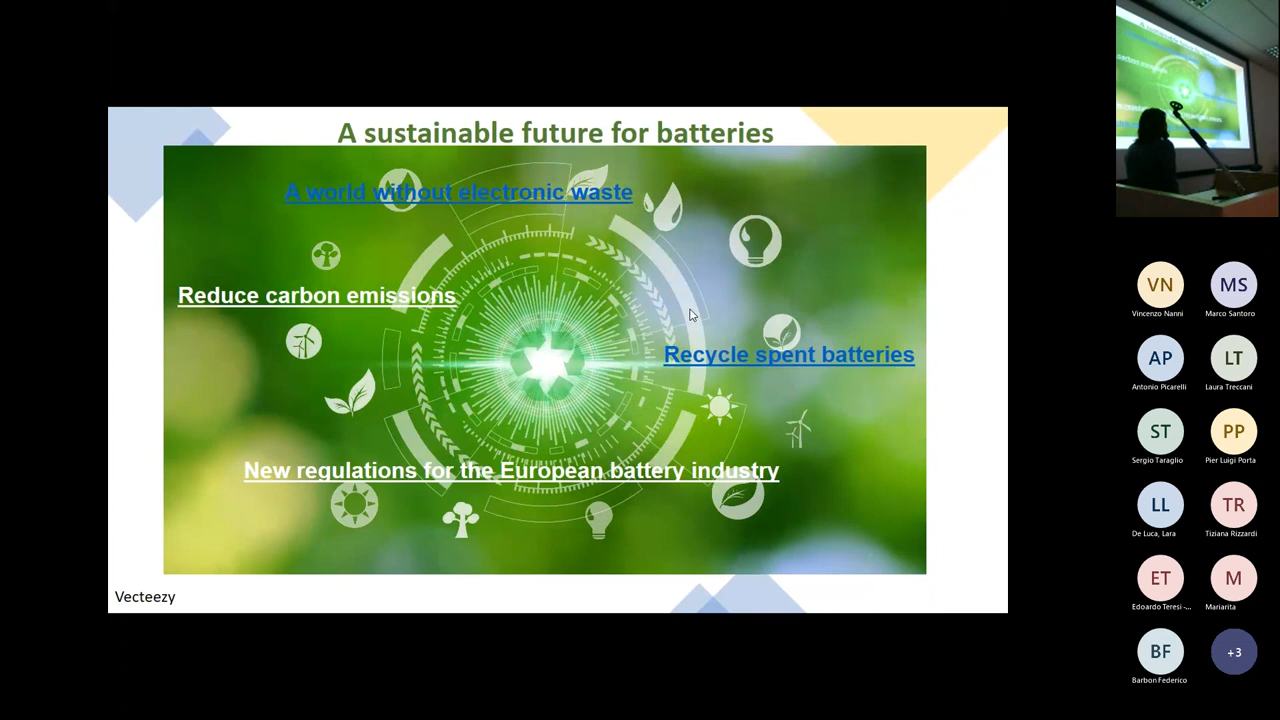 A sustainable future for batteries
A world without electronic waste
Reduce carbon emissions
Recycle spent batteries
New regulations for the European battery industry
Vecteezy
VN
Vincenzo Nanni
MS
Marco Santoro
AP
Antonio Picarelli
LT
Laura Treccani
ST
Sergio Taraglio
PP
Pier Luigi Porta
LL
De Luca, Lara
TR
Tiziana Rizzardi
ET
Edoardo Teresi -...
M
Mariarita
BF
Barbon Federico
+3